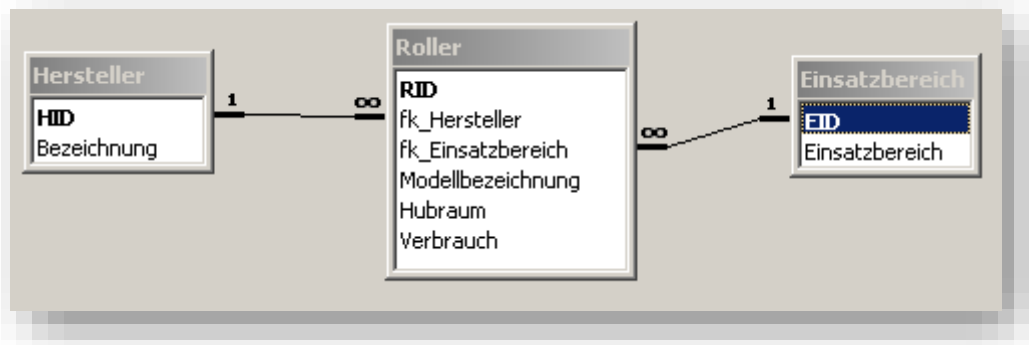 Hersteller
HID
Bezeichnung
1
∞
Roller
RID
fk_Hersteller
fk_Einsatzbereich
Modellbezeichnung
Hubraum
Verbrauch
∞
1
Einsatzbereich
EID
Einsatzbereich